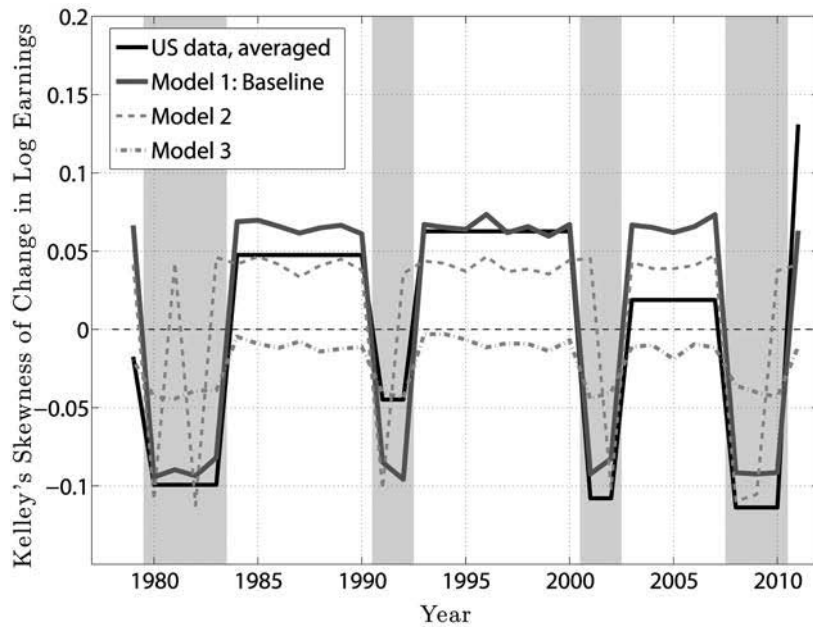 Kelley's Skewness of Change in Log Earnings
0.2
0.15
0.1
0.05
0
−0.05
−0.1
US data, averaged
Model 1: Baseline
Model 2
Model 3
1980
1985
1990
1995
2000
2005
2010
Year